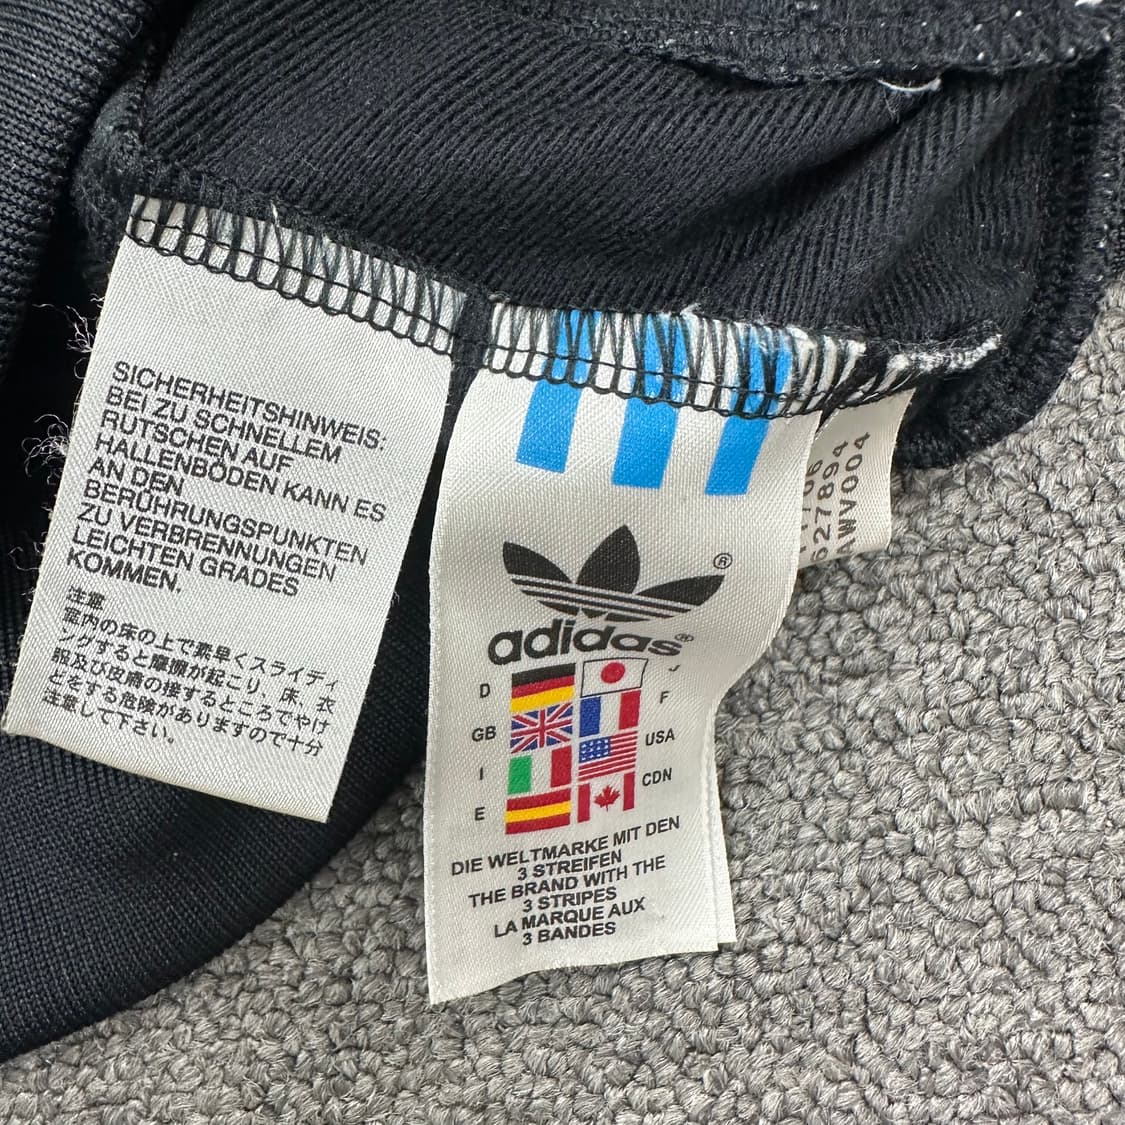 SICHERHEITSHINWEIS:
BEI ZU SCHNELLEM
RUTSCHEN AUF
HALLENBÖDEN KANN ES
AN DEN
BERÜHRUNGSPUNKTEN
ZU VERBRENNUNGEN
LEICHTEN GRADES
KOMMEN.
注意
室内の床の上で素早くスライディ
ングすると摩擦が起こり、床、衣
服及び皮膚の接するところでやけ
どをする危険がありますので十分
注意して下さい。
®
adidas®
D J
F
GB
USA
I
CDN
E
DIE WELTMARKE MIT DEN
3 STREIFEN
THE BRAND WITH THE
3 STRIPES
LA MARQUE AUX
3 BANDES
627894
AWV004